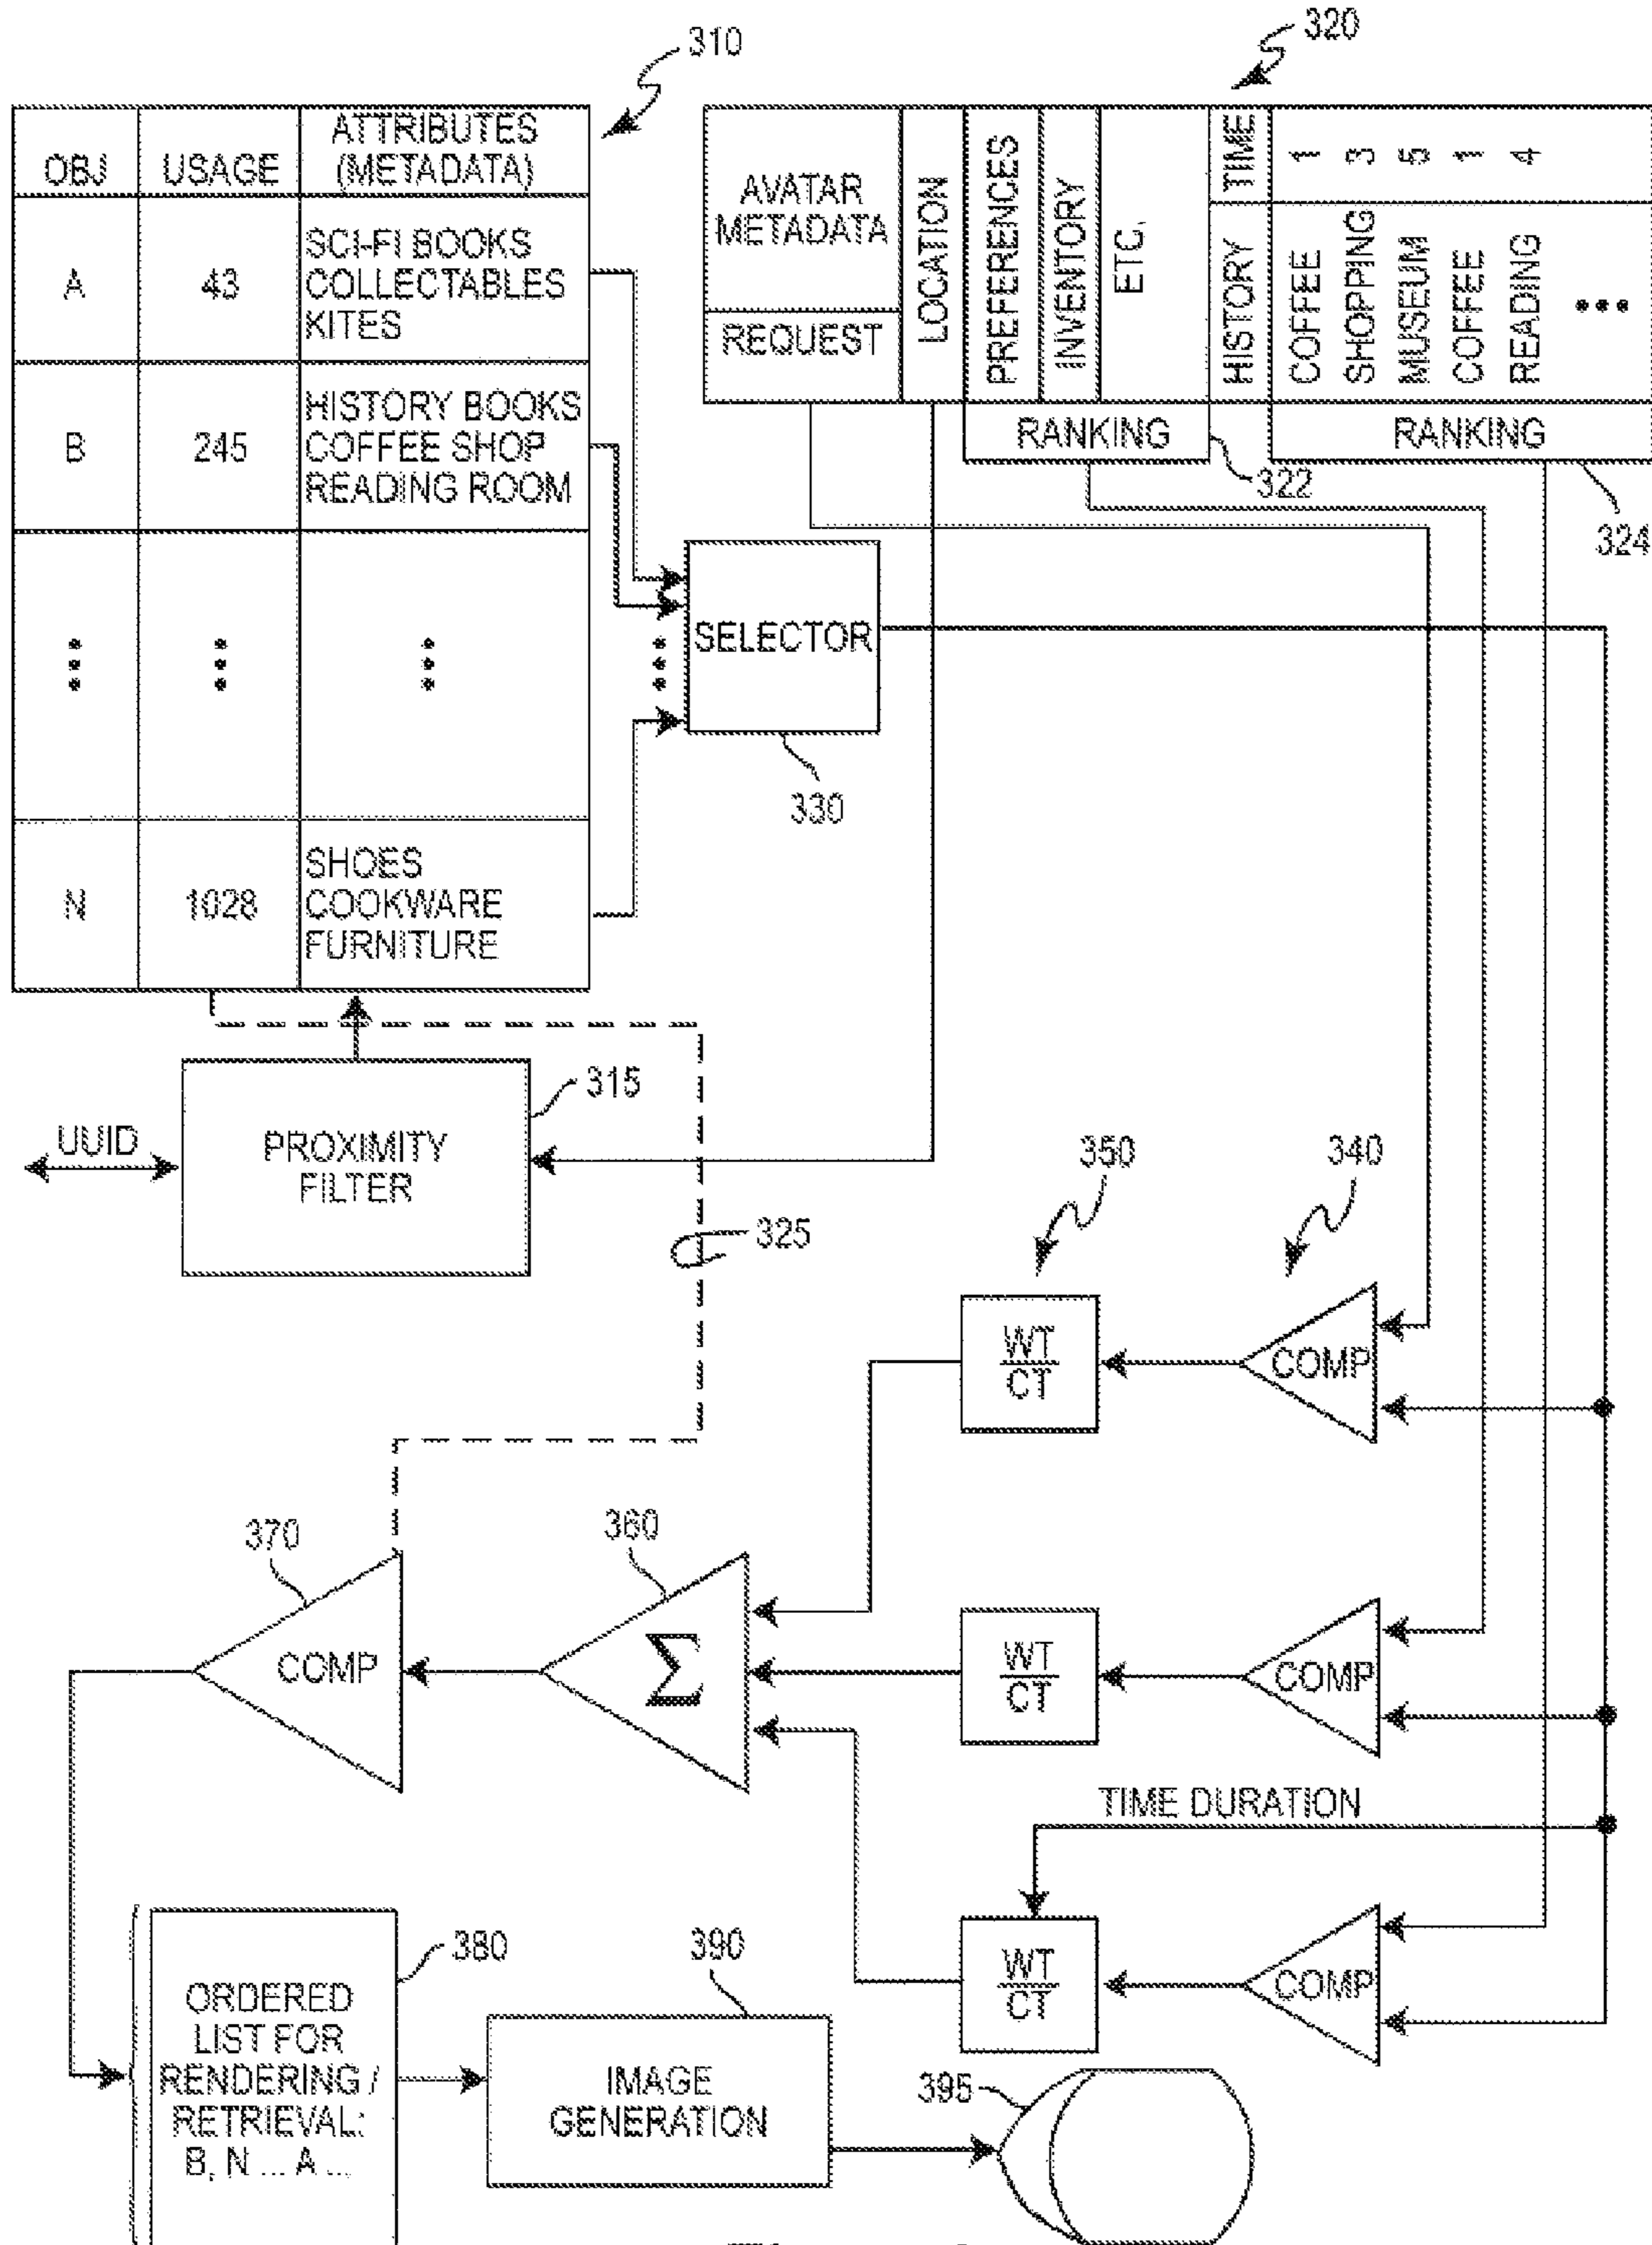 310
320
OBJ
USAGE
ATTRIBUTES
(METADATA)
A
43
SCI-FI BOOKS
COLLECTABLES
KITES
B
245
HISTORY BOOKS
COFFEE SHOP
READING ROOM
N
1028
SHOES
COOKWARE
FURNITURE
AVATAR
METADATA
REQUEST
LOCATION
PREFERENCES
INVENTORY
ETC.
HISTORY
TIME
COFFEE
1
SHOPPING
3
MUSEUM
5
COFFEE
1
READING
4
...
RANKING
RANKING
322
324
SELECTOR
330
PROXIMITY
FILTER
315
UUID
325
350
340
WT
CT
COMP
370
360
COMP
Σ
WT
CT
COMP
TIME DURATION
WT
CT
COMP
ORDERED
LIST FOR
RENDERING /
RETRIEVAL:
B, N ... A ...
380
390
IMAGE
GENERATION
395